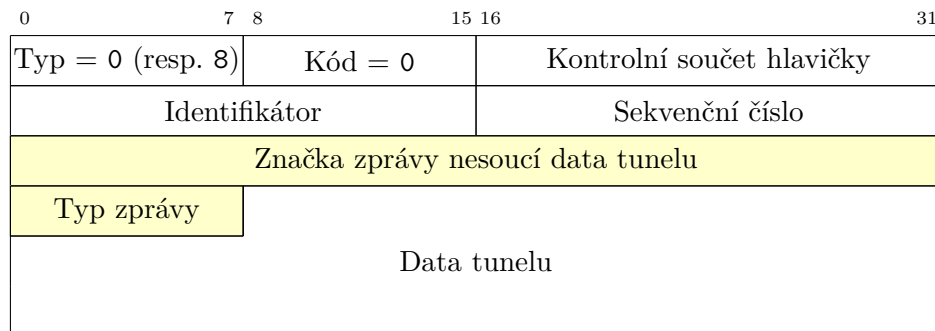 0 7 8 15 16 31
Typ = 0 (resp. 8) Kód = 0 Kontrolní součet hlavičky
Identifikátor Sekvenční číslo
Značka zprávy nesoucí data tunelu
Typ zprávy
Data tunelu